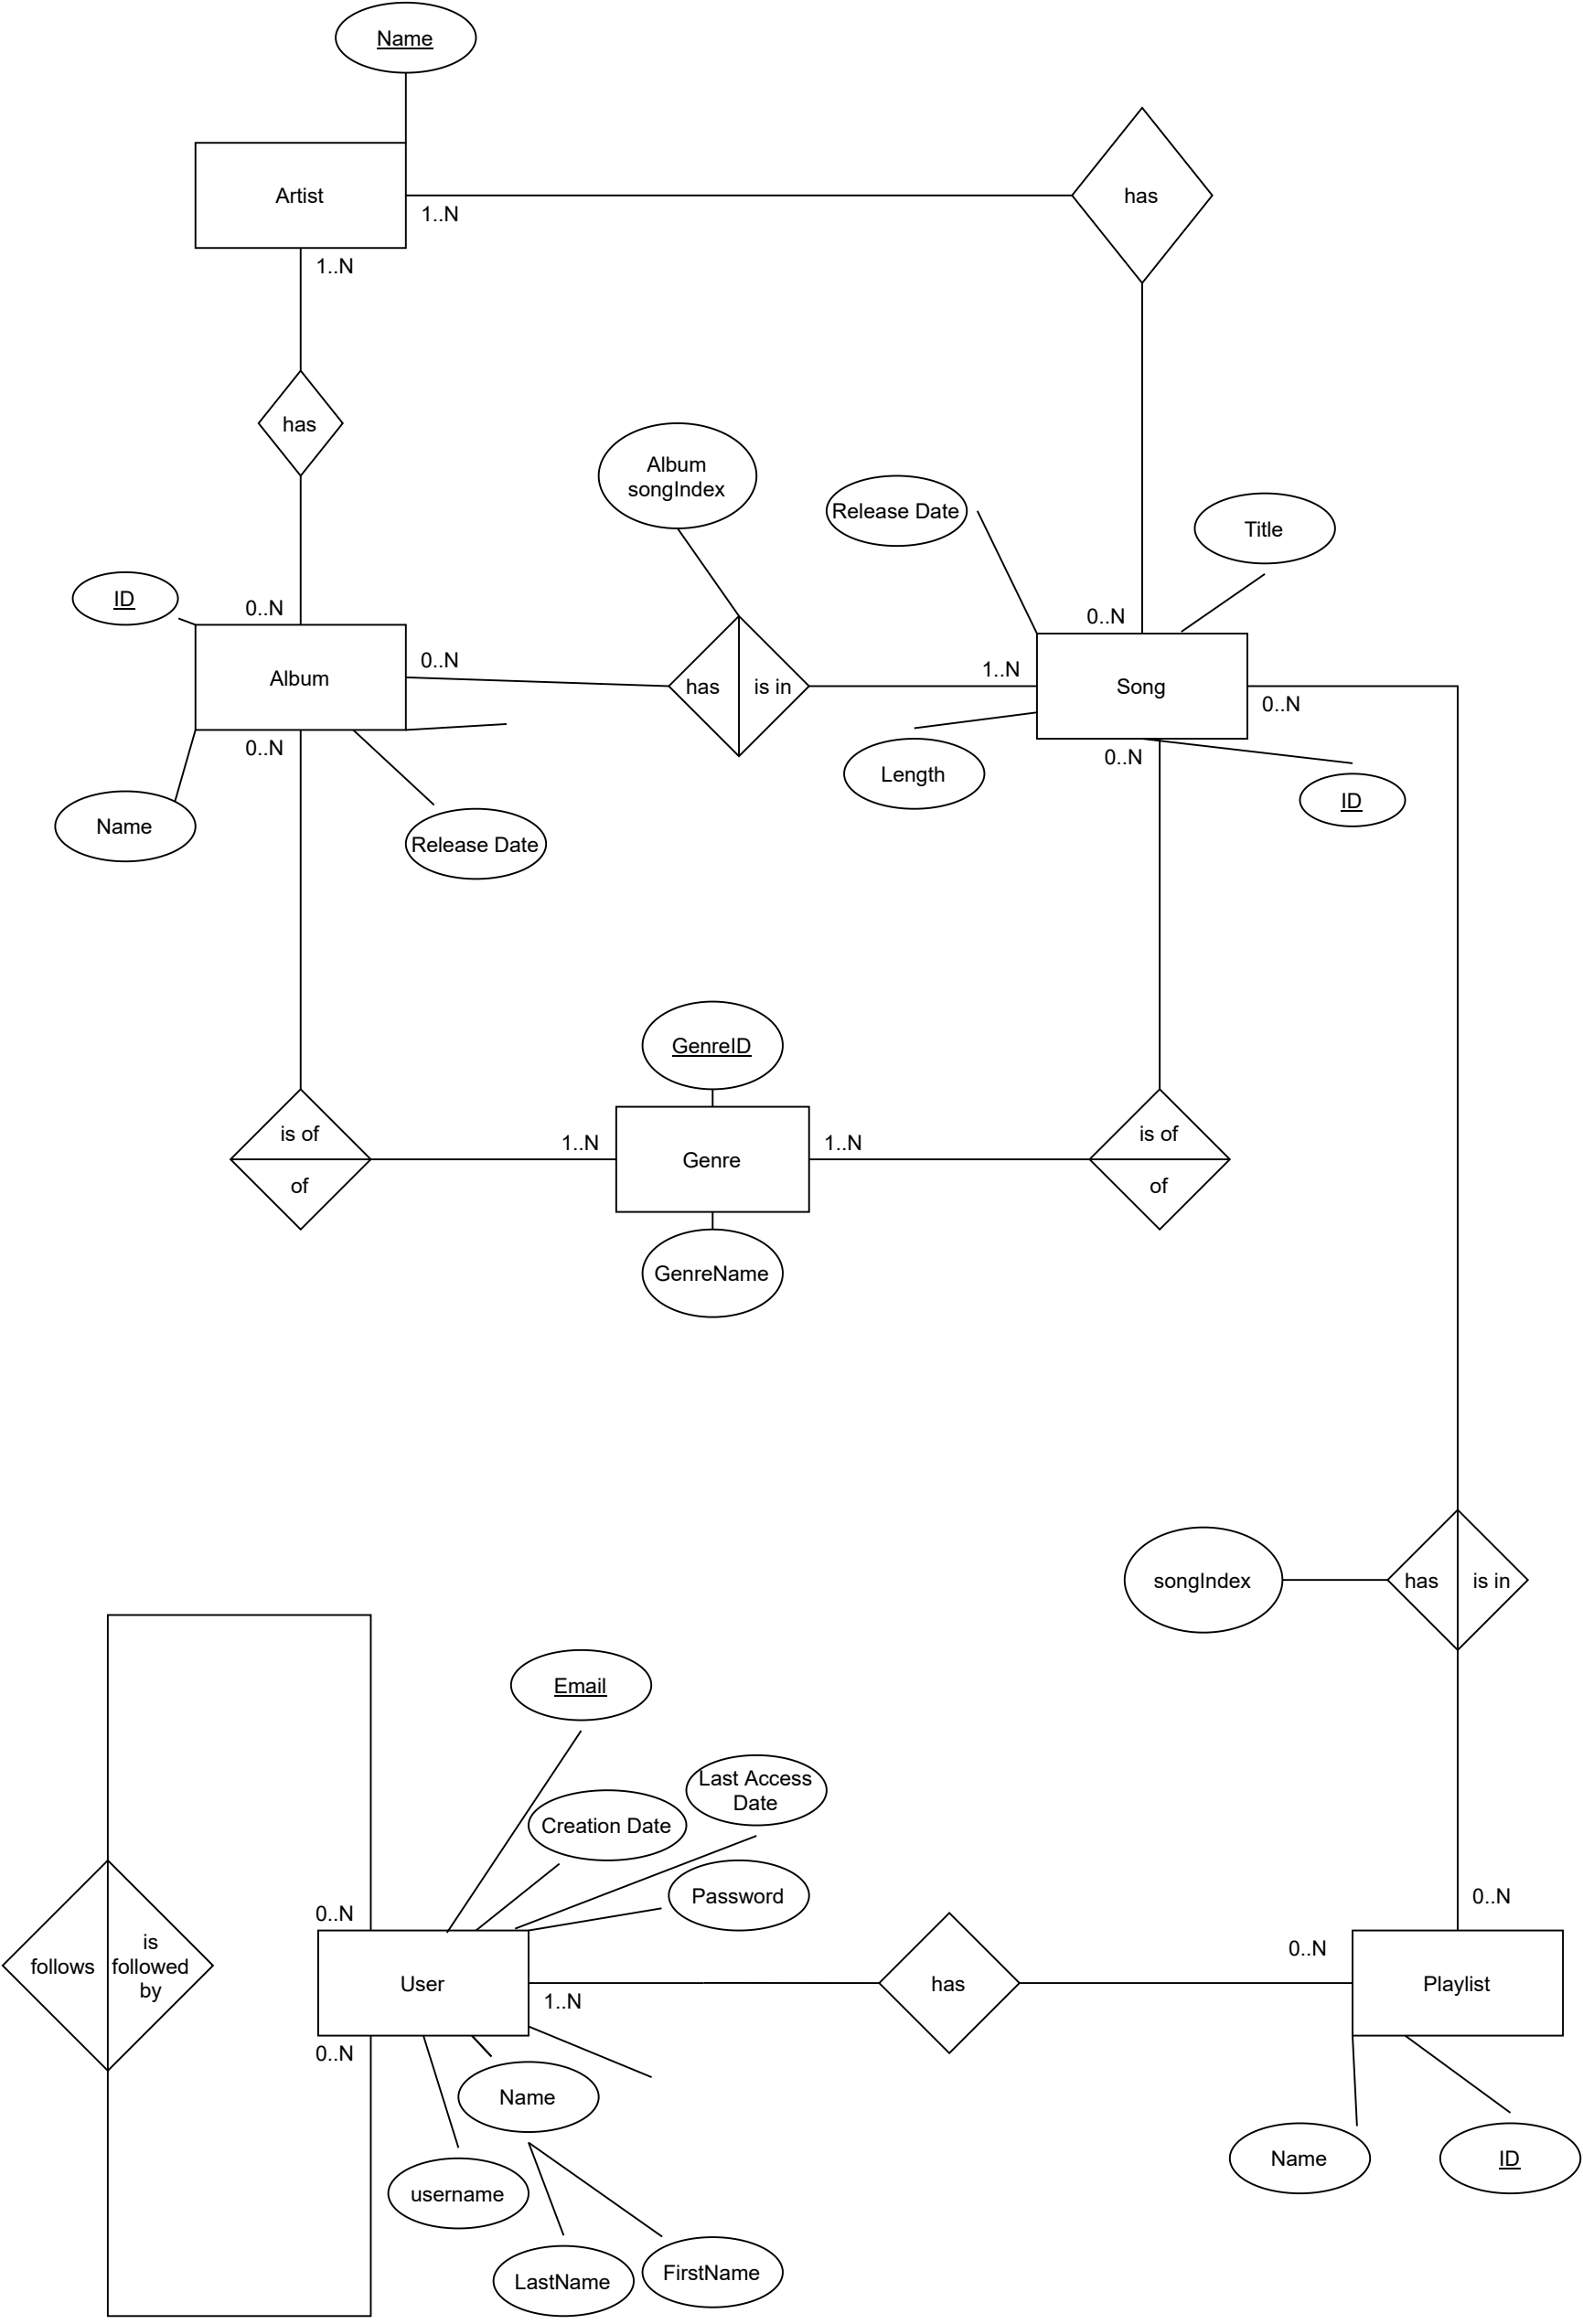 Name
Artist
has
1..N
1..N
has
Album
songIndex
Release Date
Title
ID
0..N
0..N
Album
0..N
has
is in
1..N
Song
0..N
0..N
0..N
Length
ID
Name
Release Date
GenreID
is of
of
1..N
Genre
1..N
is of
of
GenreName
songIndex
has
is in
Email
Last Access
Date
Creation Date
Password
0..N
0..N
follows
is
followed
by
User
1..N
has
0..N
Playlist
0..N
Name
username
LastName
FirstName
Name
ID